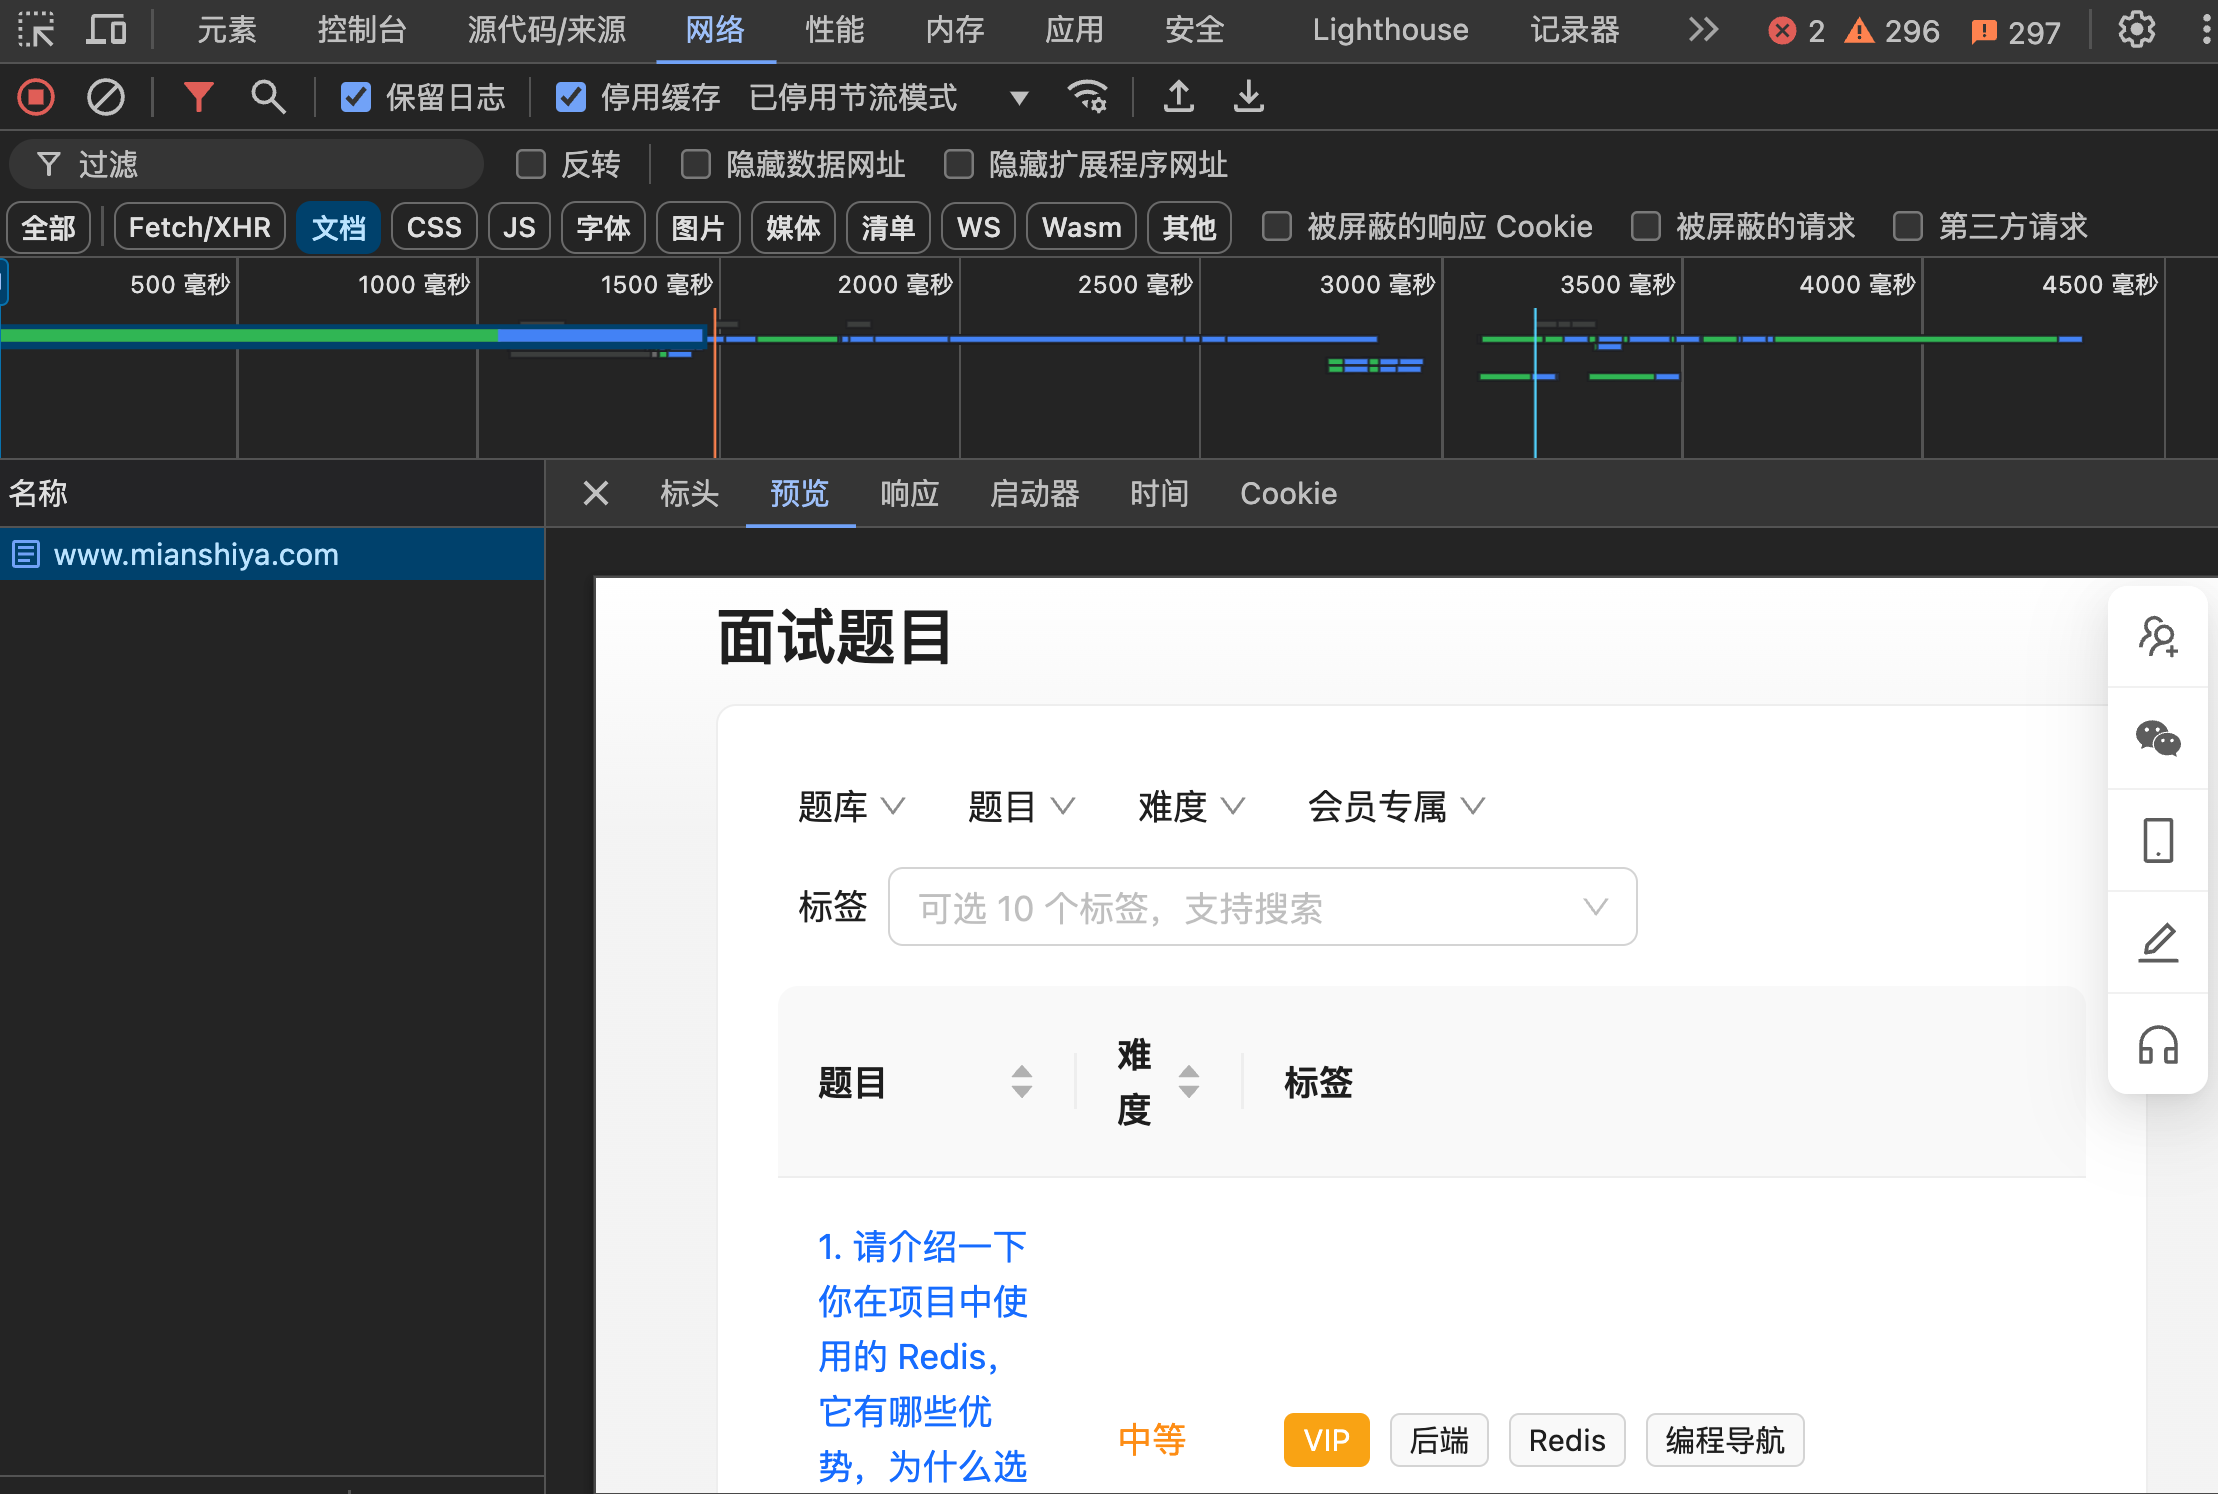 元素 控制台 源代码/来源 网络 性能 内存 应用 安全 Lighthouse 记录器 2 296 297
保留日志 停用缓存 已停用节流模式
过滤 反转 隐藏数据网址 隐藏扩展程序网址
全部 Fetch/XHR 文档 CSS JS 字体 图片 媒体 清单 WS Wasm 其他 被屏蔽的响应 Cookie 被屏蔽的请求 第三方请求
500 毫秒 1000 毫秒 1500 毫秒 2000 毫秒 2500 毫秒 3000 毫秒 3500 毫秒 4000 毫秒 4500 毫秒
名称 标头 预览 响应 启动器 时间 Cookie
www.mianshiya.com
面试题目
题库 题目 难度 会员专属
标签 可选 10 个标签，支持搜索
题目 难度 标签
1. 请介绍一下
你在项目中使
用的 Redis，
它有哪些优
势，为什么选
中等 VIP 后端 Redis 编程导航